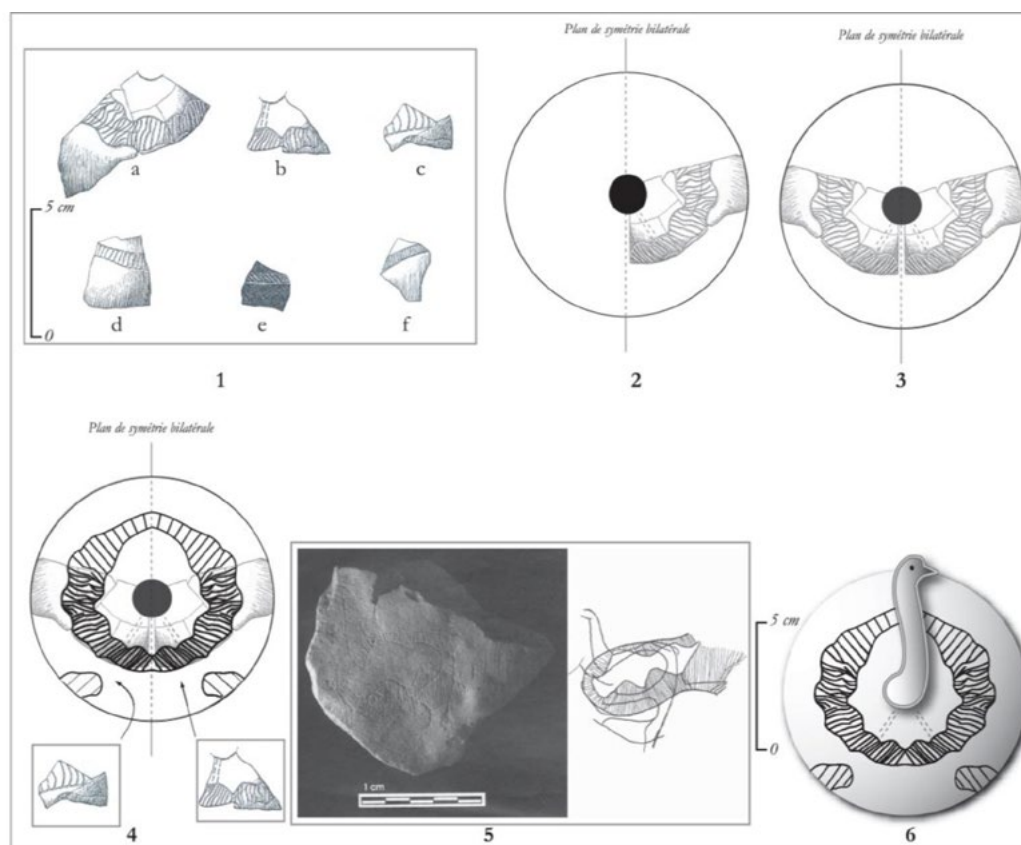 Plan de symétrie bilatérale
Plan de symétrie bilatérale
a
b
c
5 cm
d
e
f
0
1
2
3
Plan de symétrie bilatérale
5 cm
1 cm
0
4
5
6